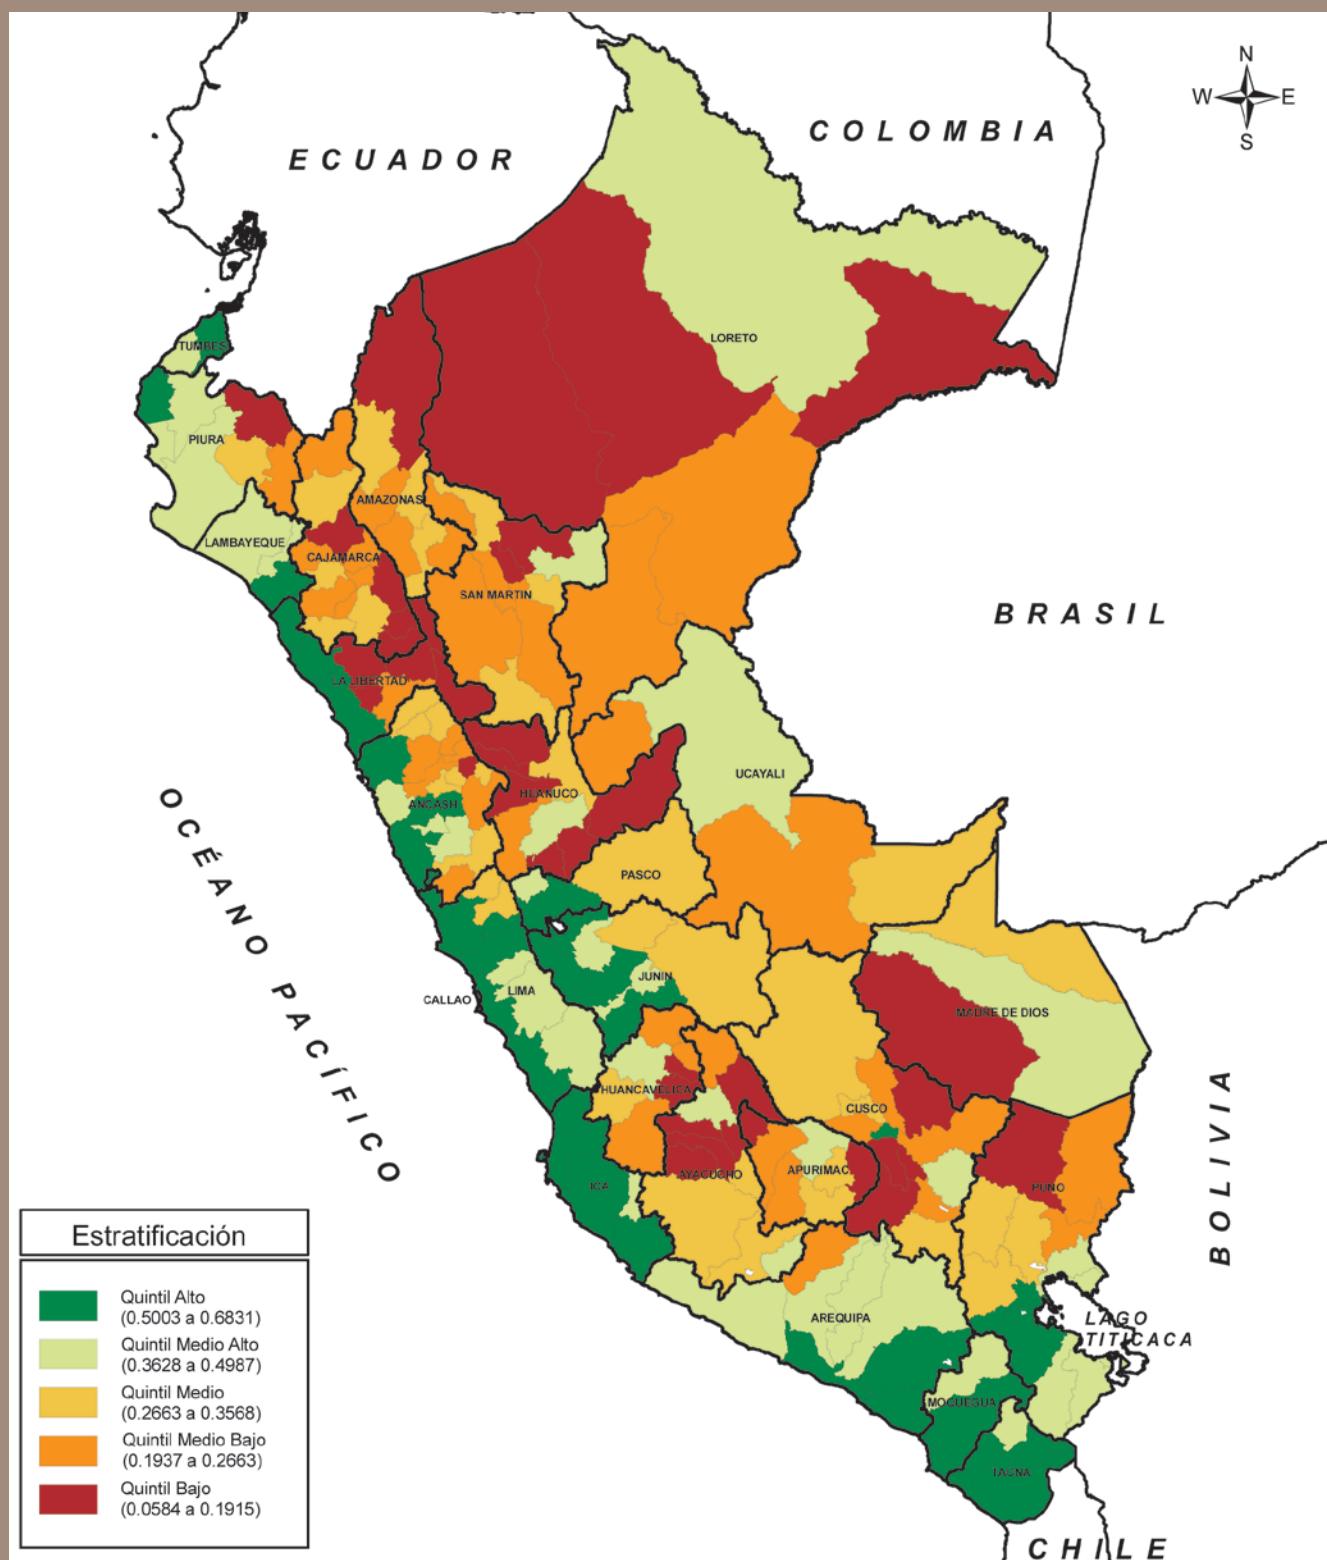 N
W E
S
COLOMBIA
ECUADOR
LORETO
TUMBES
PIURA
AMAZONAS
LAMBAYEQUE
CAJAMARCA
SAN MARTIN
BRASIL
LA LIBERTAD
UCAYALI
HUANUCO
ANCASH
PASCO
OCÉANO PACÍFICO
JUNIN
LIMA
CALLAO
MADRE DE DIOS
HUANCAVELICA
CUSCO
BOLIVIA
AYACUCHO
APURIMAC
ICA
PUNO
AREQUIPA
LAGO
TITICACA
MOQUEGUA
TACNA
CHILE
Estratificación
Quintil Alto
(0.5003 a 0.6831)
Quintil Medio Alto
(0.3628 a 0.4987)
Quintil Medio
(0.2663 a 0.3568)
Quintil Medio Bajo
(0.1937 a 0.2663)
Quintil Bajo
(0.0584 a 0.1915)